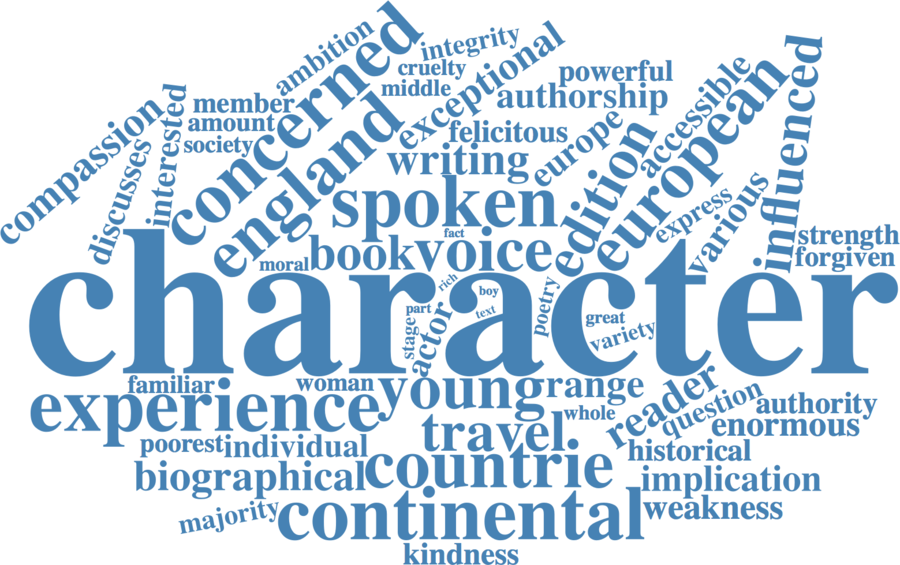 ambition
integrity
cruelty
middle
powerful
member
amount
society
concerned
exceptional
authorship
felicitous
accessible
compassion
interested
discusses
england
writing
europe
edition
european
influenced
spoken
fact
express
various
strength
forgiven
moral
book
voice
character
rich
boy
part
text
stage
actor
poetry
great
variety
familiar
woman
young
range
reader
experience
whole
question
authority
enormous
poorest
individual
travel
historical
biographical
countrie
implication
majority
continental
weakness
kindness